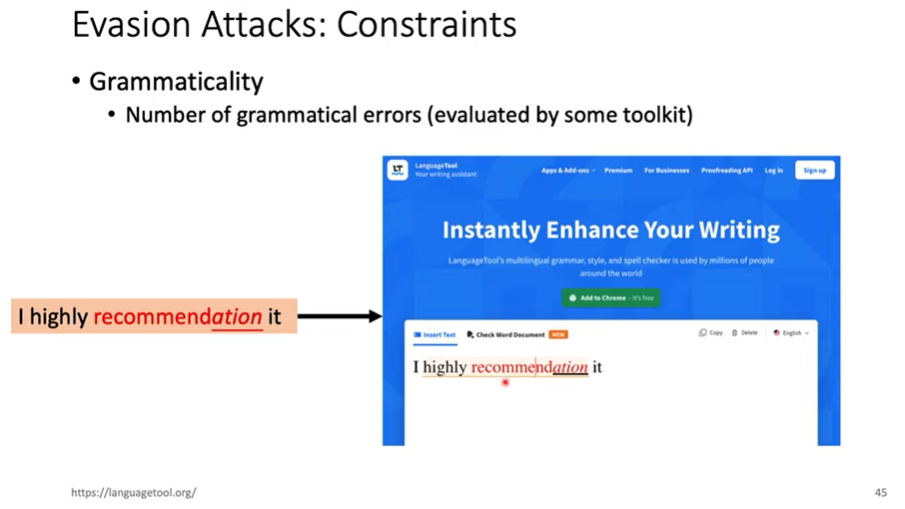 Evasion Attacks: Constraints
• Grammaticality
• Number of grammatical errors (evaluated by some toolkit)
LT
LanguageTool
Your writing assistant
Apps & Add-ons
Premium
For Businesses
Proofreading API
Log in
Sign up
Instantly Enhance Your Writing
LanguageTool's multilingual grammar, style, and spell checker is used by millions of people
around the world
Add to Chrome - It's free
I highly recommendation it
Insert Text
Check Word Document NEW
Copy
Delete
English
I highly recommendation it
https://languagetool.org/
45